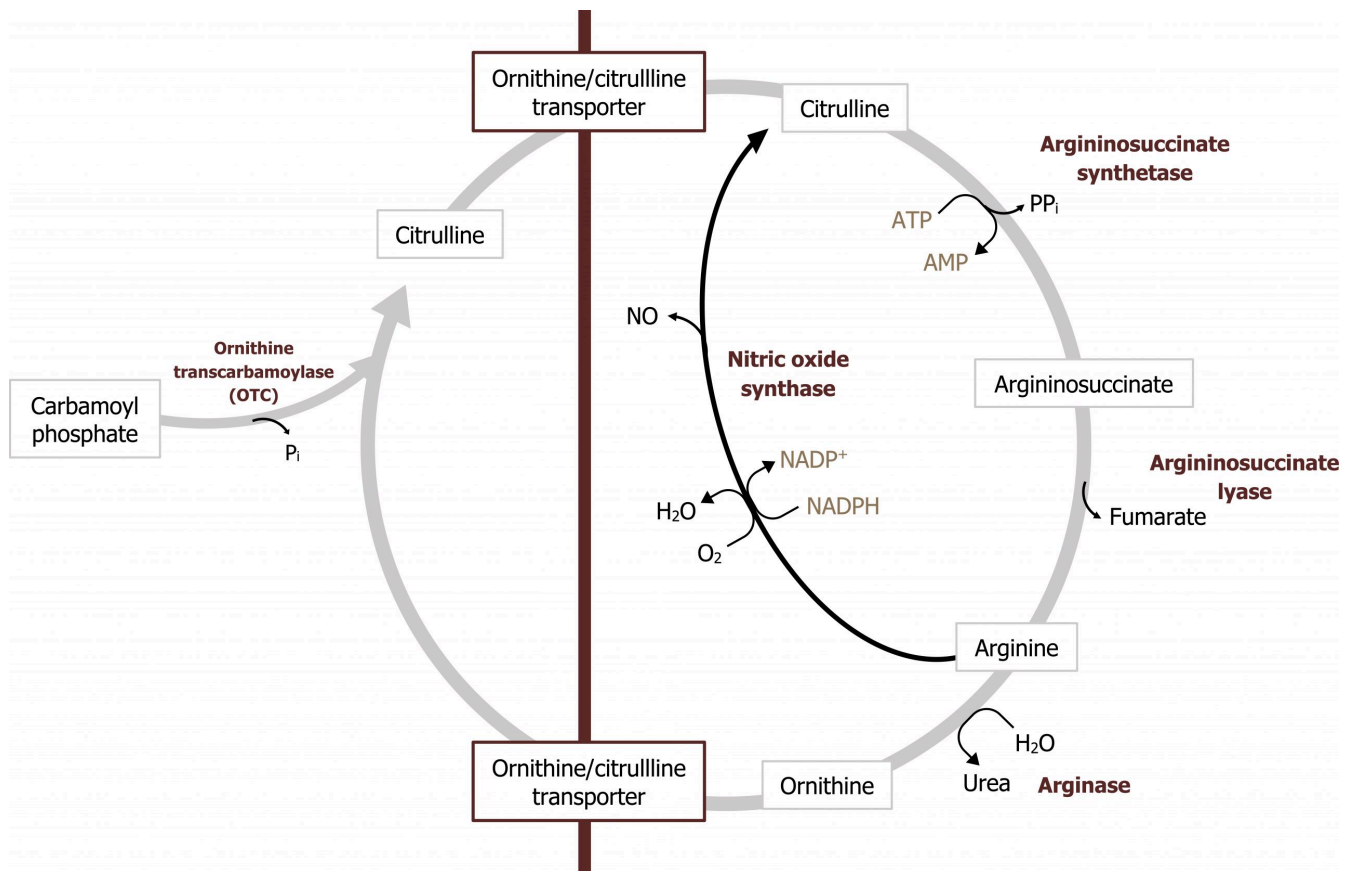 Ornithine/citrullline
transporter
Citrulline
Argininosuccinate
synthetase
ATP
PPi
AMP
Citrulline
NO
Nitric oxide
synthase
Ornithine
transcarbamoylase
(OTC)
Carbamoyl
phosphate
Pi
Argininosuccinate
Argininosuccinate
lyase
Fumarate
NADP⁺
NADPH
H₂O
O₂
Arginine
H₂O
Urea
Arginase
Ornithine/citrullline
transporter
Ornithine